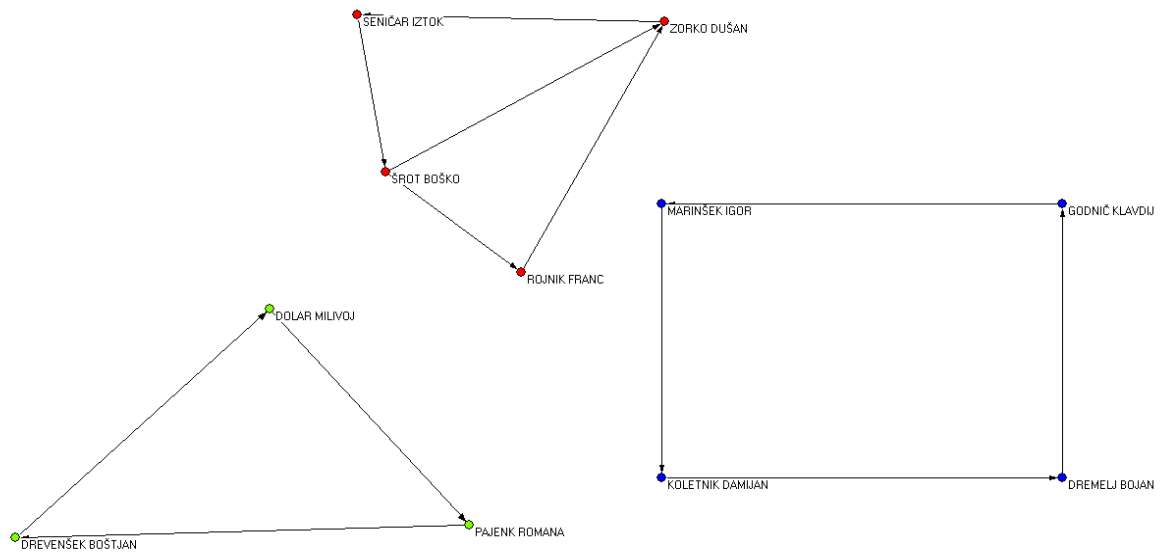 SENIČAR IZTOK
ZORKO DUŠAN
ŠROT BOŠKO
MARINŠEK IGOR
GODNIČ KLAVDIJ
ROJNIK FRANC
DOLAR MILIVOJ
KOLETNIK DAMIJAN
DREMELJ BOJAN
PAJENK ROMANA
DREVENŠEK BOŠTJAN